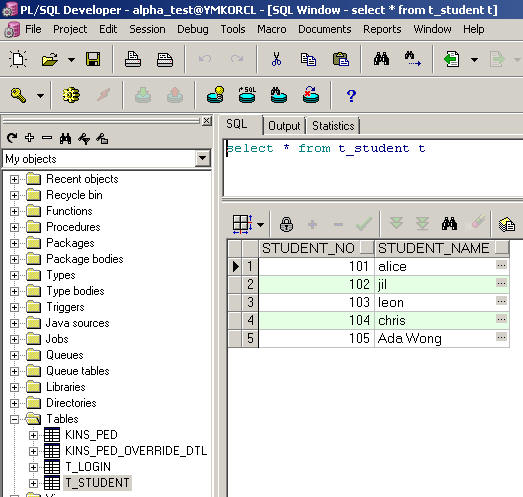 PL/SQL Developer - alpha_test@YMKORCL - [SQL Window - select * from t_student t]
File Project Edit Session Debug Tools Macro Documents Reports Window Help
SQL
?
SQL Output Statistics
select * from t_student t
My objects
Recent objects
Recycle bin
Functions
Procedures
Packages
Package bodies
Types
Type bodies
Triggers
Java sources
Jobs
Queues
Queue tables
Libraries
Directories
Tables
KINS_PED
KINS_PED_OVERRIDE_DTL
T_LOGIN
T_STUDENT
STUDENT_NO STUDENT_NAME
1 101 alice ...
2 102 jil ...
3 103 leon ...
4 104 chris ...
5 105 Ada Wong ...